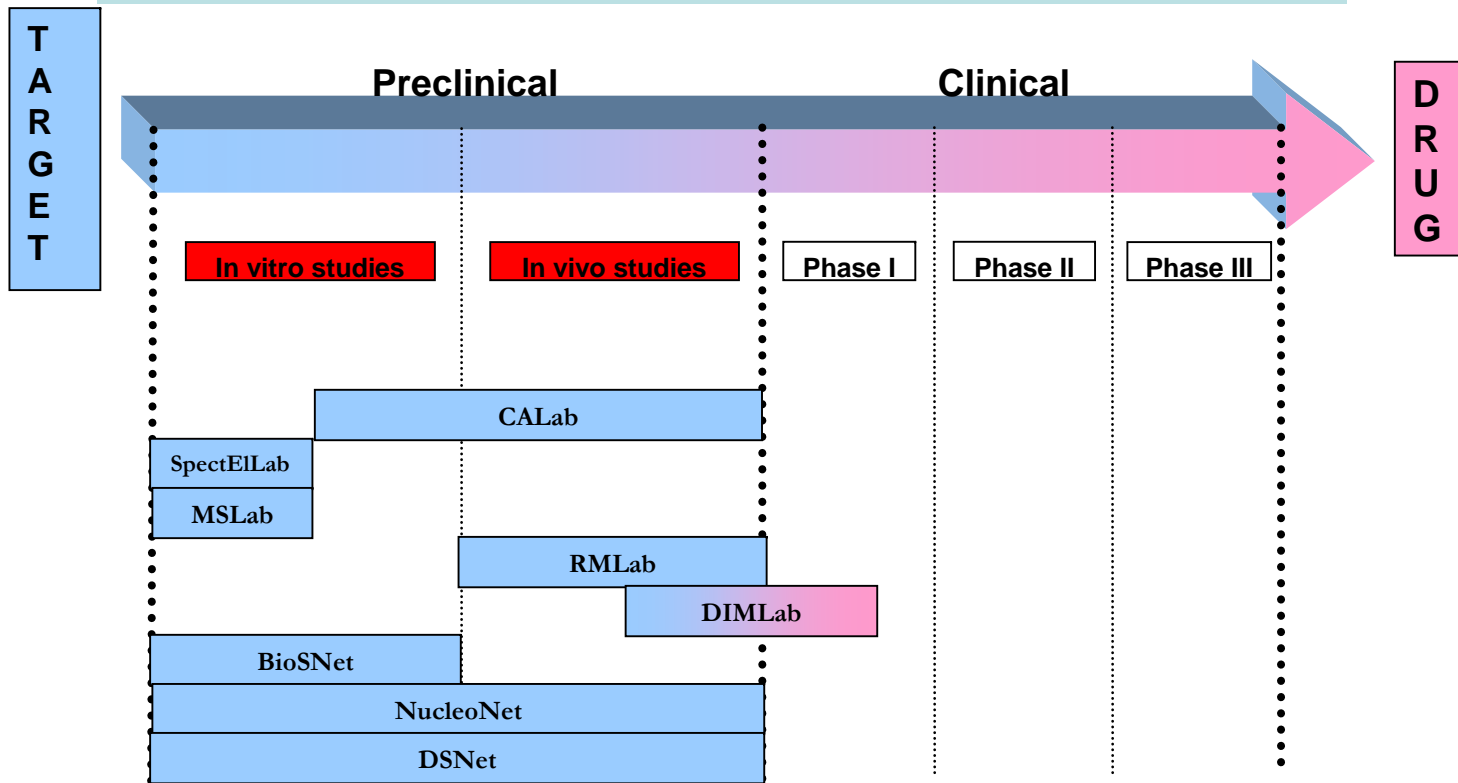 TARGET
Preclinical
Clinical
DRUG
In vitro studies
In vivo studies
Phase I
Phase II
Phase III
CALab
SpectElLab
MSLab
RMLab
DIMLab
BioSNet
NucleoNet
DSNet